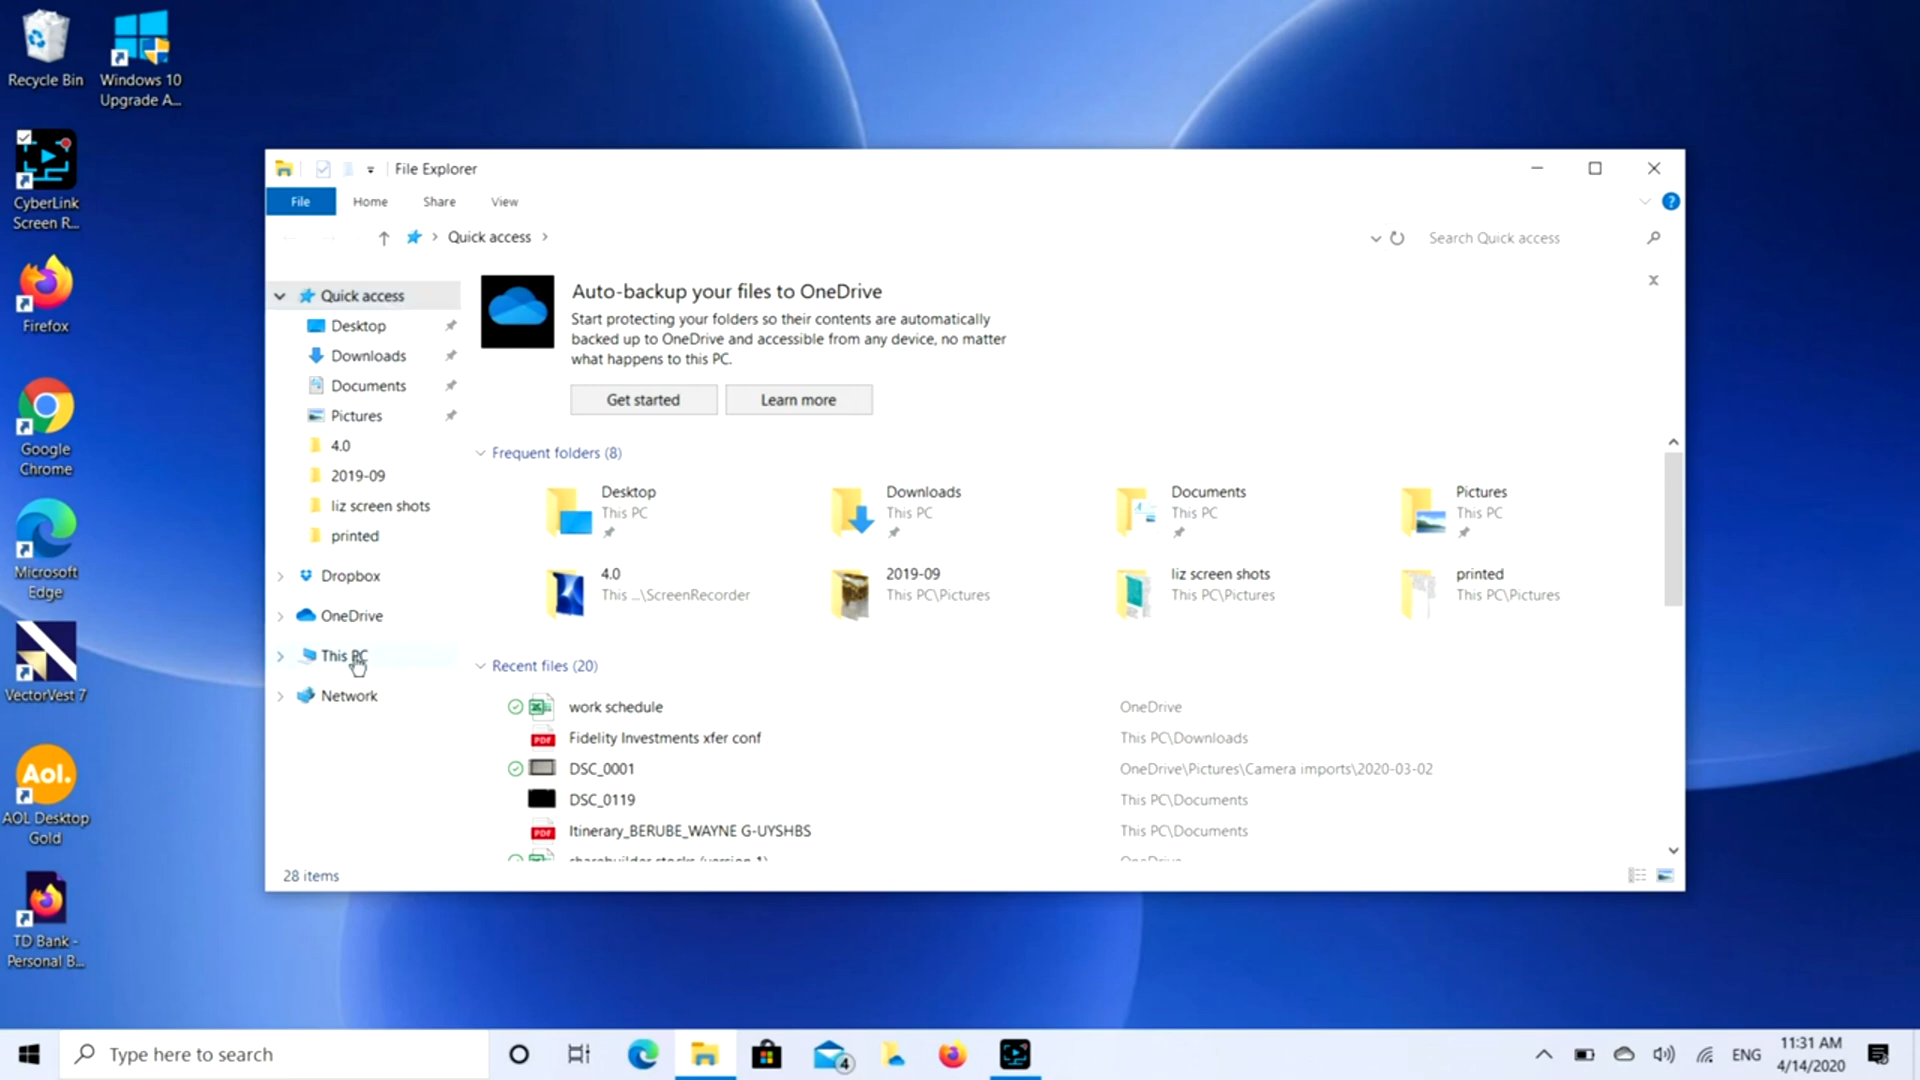 Recycle Bin
Windows 10
Upgrade A...
CyberLink
Screen R...
Firefox
Google
Chrome
Microsoft
Edge
VectorVest 7
Aol.
AOL Desktop
Gold
TD Bank -
Personal B...
File Explorer
File
Home
Share
View
?
Quick access
Search Quick access
Quick access
Desktop
Downloads
Documents
Pictures
4.0
2019-09
liz screen shots
printed
Dropbox
OneDrive
This PC
Network
Auto-backup your files to OneDrive
Start protecting your folders so their contents are automatically
backed up to OneDrive and accessible from any device, no matter
what happens to this PC.
Get started
Learn more
Frequent folders (8)
Desktop
This PC
Downloads
This PC
Documents
This PC
Pictures
This PC
4.0
This ...\ScreenRecorder
2019-09
This PC\Pictures
liz screen shots
This PC\Pictures
printed
This PC\Pictures
Recent files (20)
work schedule
OneDrive
PDF
Fidelity Investments xfer conf
This PC\Downloads
DSC_0001
OneDrive\Pictures\Camera imports\2020-03-02
DSC_0119
This PC\Documents
PDF
Itinerary_BERUBE_WAYNE G-UYSHBS
This PC\Documents
sharebuilder stocks (version 1)
OneDrive
28 items
Type here to search
4
ENG
11:31 AM
4/14/2020